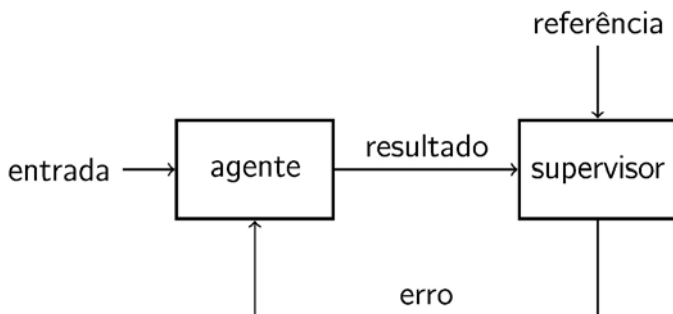 referência
entrada
agente
resultado
supervisor
erro